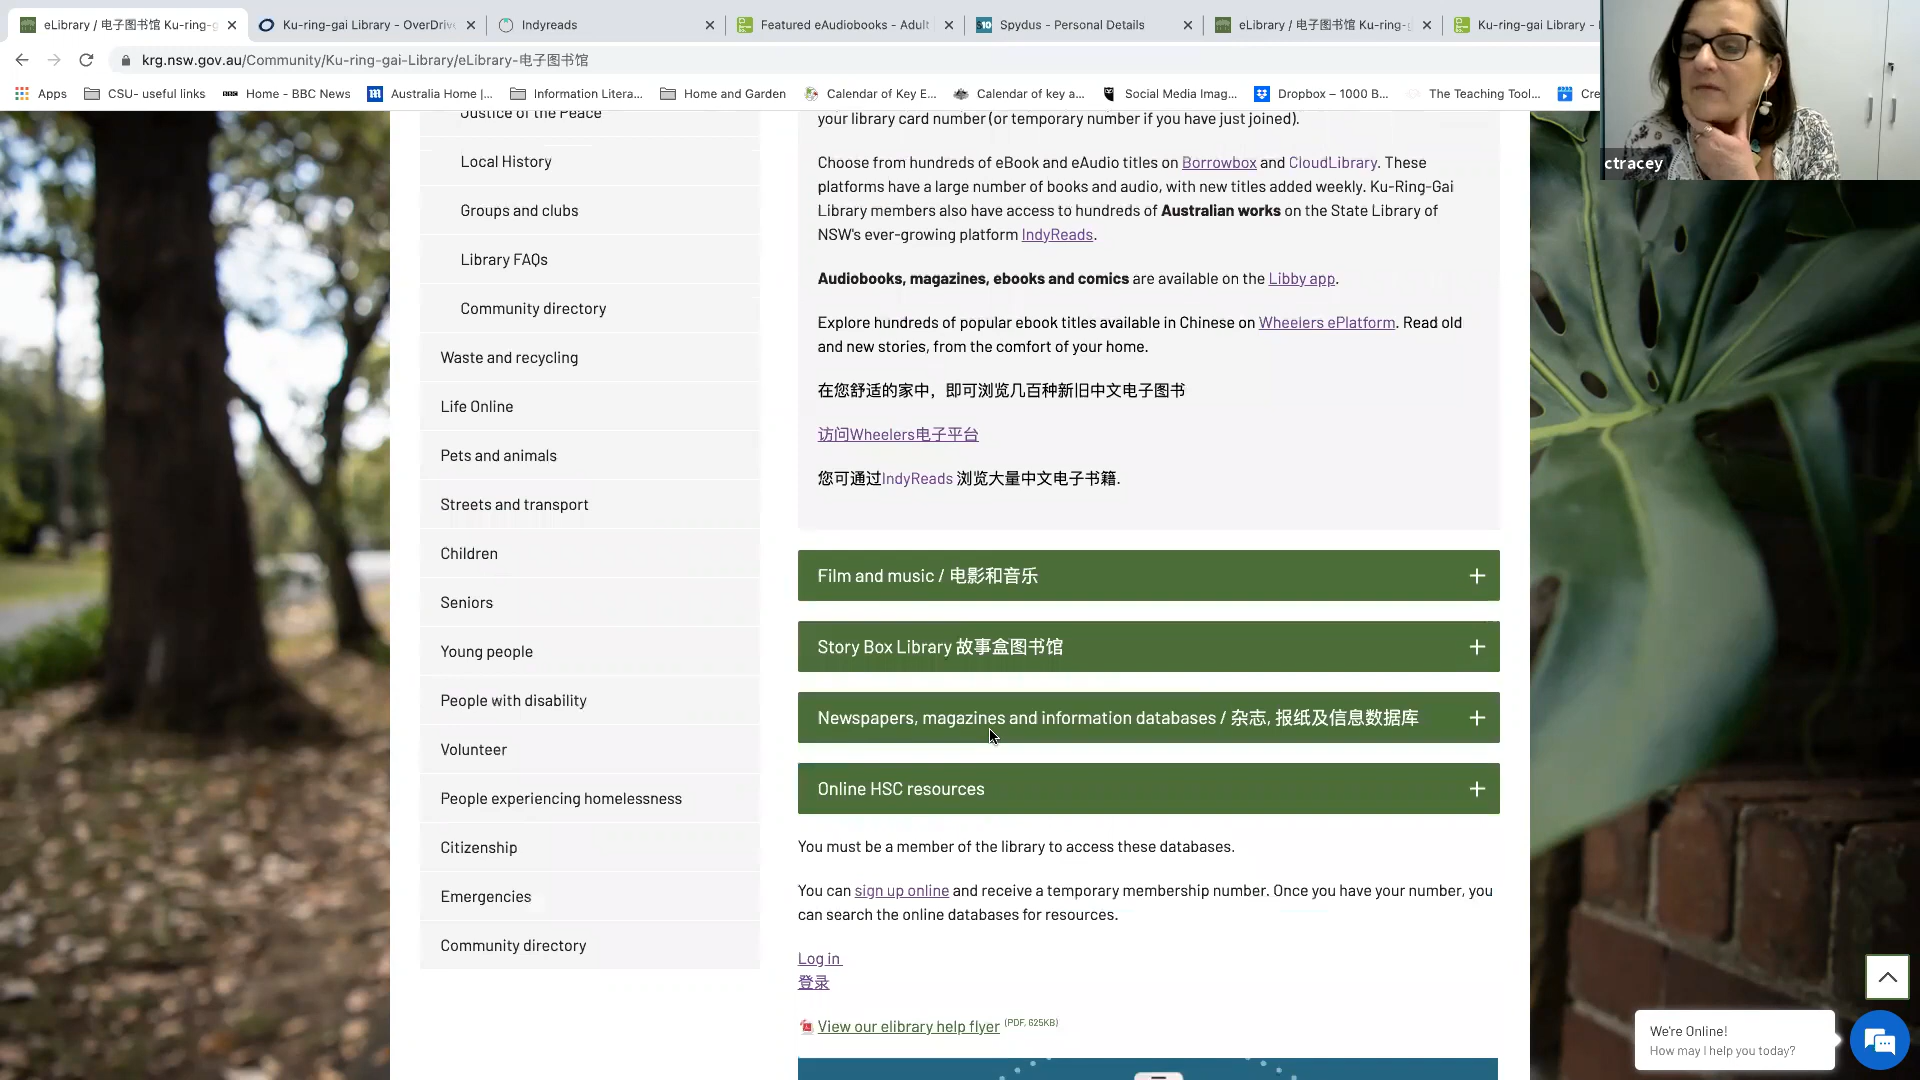 eLibrary / 电子图书馆 Ku-ring-g
Ku-ring-gai Library - OverDrive
Indyreads
Featured eAudiobooks - Adult
Spydus - Personal Details
eLibrary / 电子图书馆 Ku-ring-g
Ku-ring-gai Library -
krg.nsw.gov.au/Community/Ku-ring-gai-Library/eLibrary-电子图书馆
Apps
CSU- useful links
Home - BBC News
Australia Home |...
Information Litera...
Home and Garden
Calendar of Key E...
Calendar of key a...
Social Media Imag...
Dropbox – 1000 B...
The Teaching Tool...
Cre
ctracey
Justice of the Peace
Local History
Groups and clubs
Library FAQs
Community directory
Waste and recycling
Life Online
Pets and animals
Streets and transport
Children
Seniors
Young people
People with disability
Volunteer
People experiencing homelessness
Citizenship
Emergencies
Community directory
your library card number (or temporary number if you have just joined).
Choose from hundreds of eBook and eAudio titles on Borrowbox and CloudLibrary. These
platforms have a large number of books and audio, with new titles added weekly. Ku-Ring-Gai
Library members also have access to hundreds of Australian works on the State Library of
NSW's ever-growing platform IndyReads.
Audiobooks, magazines, ebooks and comics are available on the Libby app.
Explore hundreds of popular ebook titles available in Chinese on Wheelers ePlatform. Read old
and new stories, from the comfort of your home.
在您舒适的家中，即可浏览几百种新旧中文电子图书
访问Wheelers电子平台
您可通过IndyReads 浏览大量中文电子书籍.
Film and music / 电影和音乐
Story Box Library 故事盒图书馆
Newspapers, magazines and information databases / 杂志, 报纸及信息数据库
Online HSC resources
You must be a member of the library to access these databases.
You can sign up online and receive a temporary membership number. Once you have your number, you
can search the online databases for resources.
Log in
登录
View our elibrary help flyer (PDF, 625KB)
We're Online!
How may I help you today?